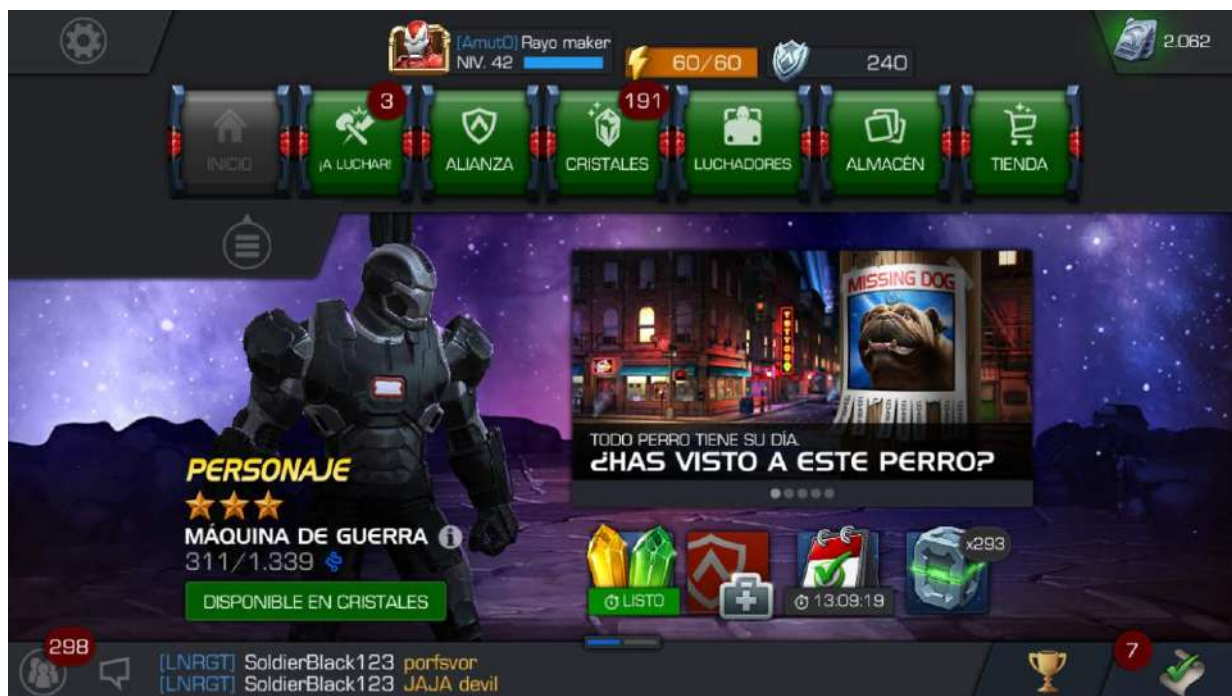 [AmutO] Rayo maker
NIV. 42
60/60
240
2.062
3
191
INICIO
¡A LUCHAR!
ALIANZA
CRISTALES
LUCHADORES
ALMACÉN
TIENDA
MISSING DOG
TATTOO
TODO PERRO TIENE SU DÍA.
¿HAS VISTO A ESTE PERRO?
PERSONAJE
MÁQUINA DE GUERRA i
311/1.339
DISPONIBLE EN CRISTALES
LISTO
13:09:19
x293
298
[LNRGT] SoldierBlack123 porfsvor
[LNRGT] SoldierBlack123 JAJA devil
7